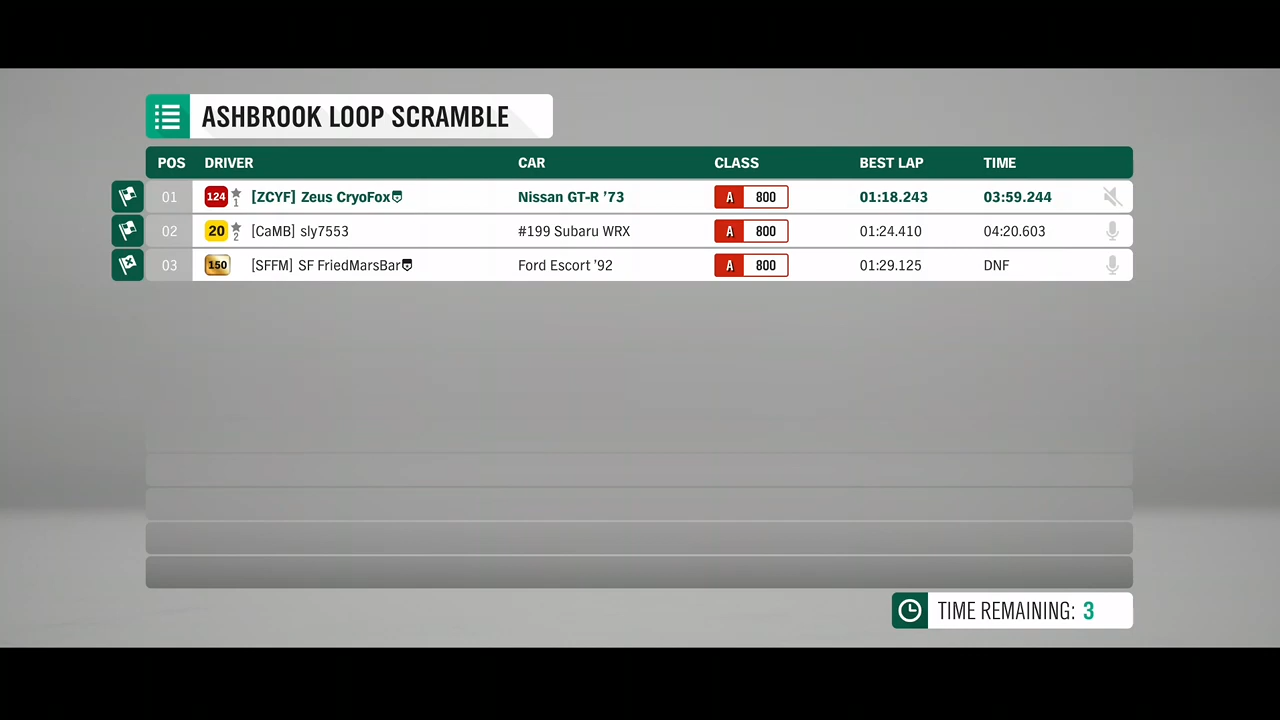 ASHBROOK LOOP SCRAMBLE
POS DRIVER CAR CLASS BEST LAP TIME
01 124 1 [ZCYF] Zeus CryoFox Nissan GT-R ’73 A 800 01:18.243 03:59.244
02 20 2 [CaMB] sly7553 #199 Subaru WRX A 800 01:24.410 04:20.603
03 150 [SFFM] SF FriedMarsBar Ford Escort ’92 A 800 01:29.125 DNF
TIME REMAINING: 3